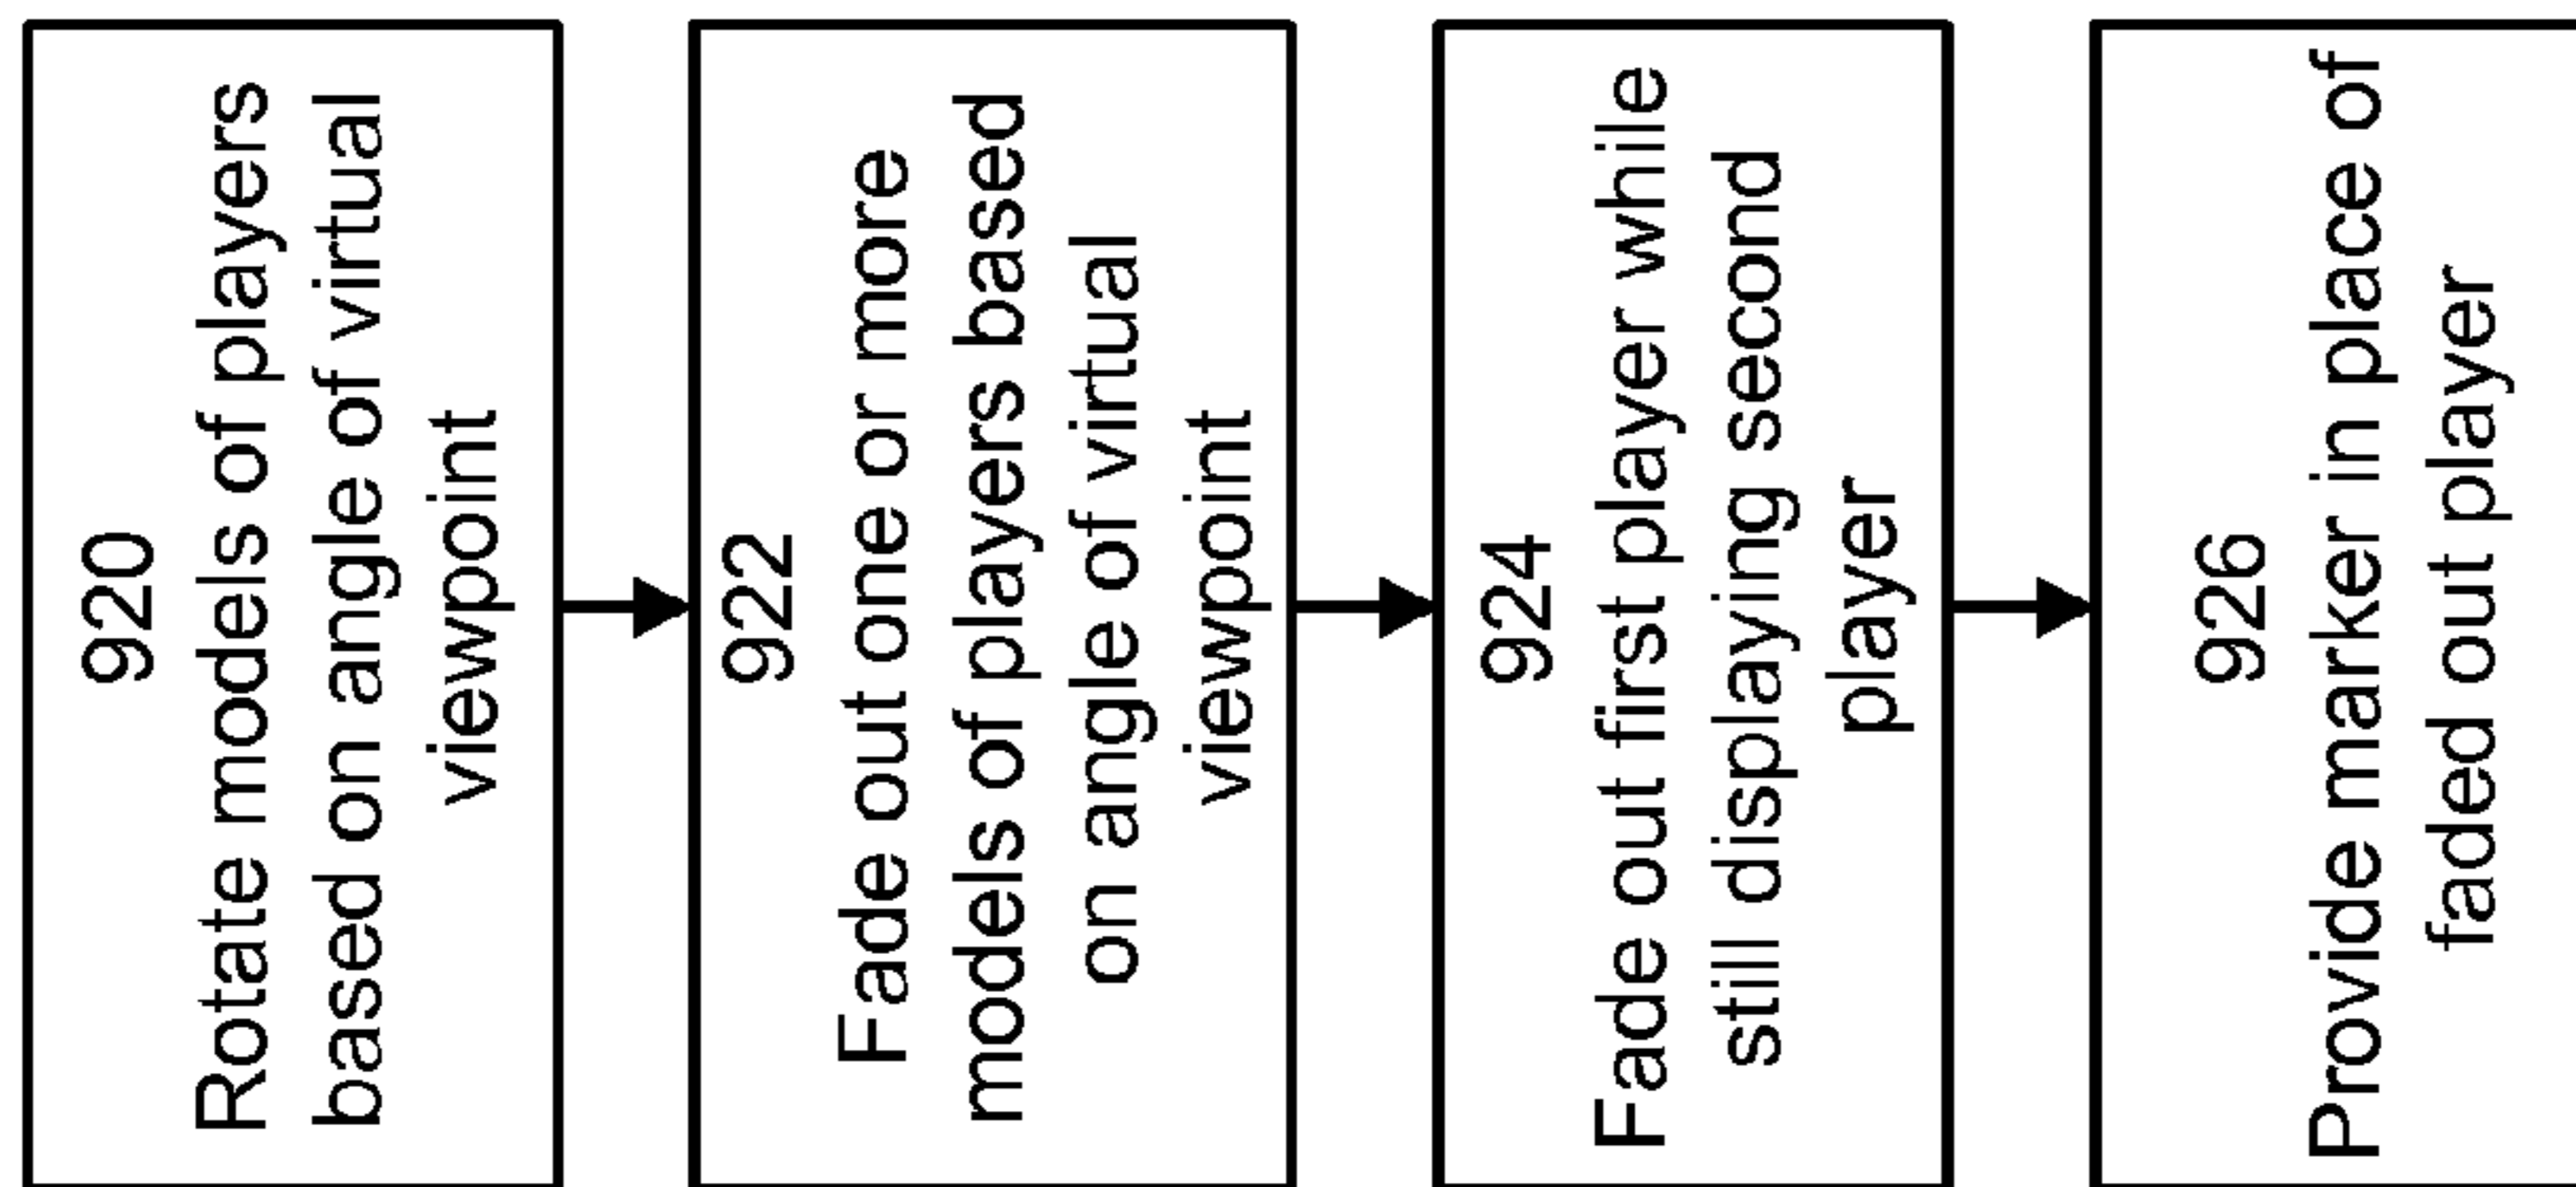 920
Rotate models of players
based on angle of virtual
viewpoint
922
Fade out one or more
models of players based
on angle of virtual
viewpoint
924
Fade out first player while
still displaying second
player
926
Provide marker in place of
faded out player